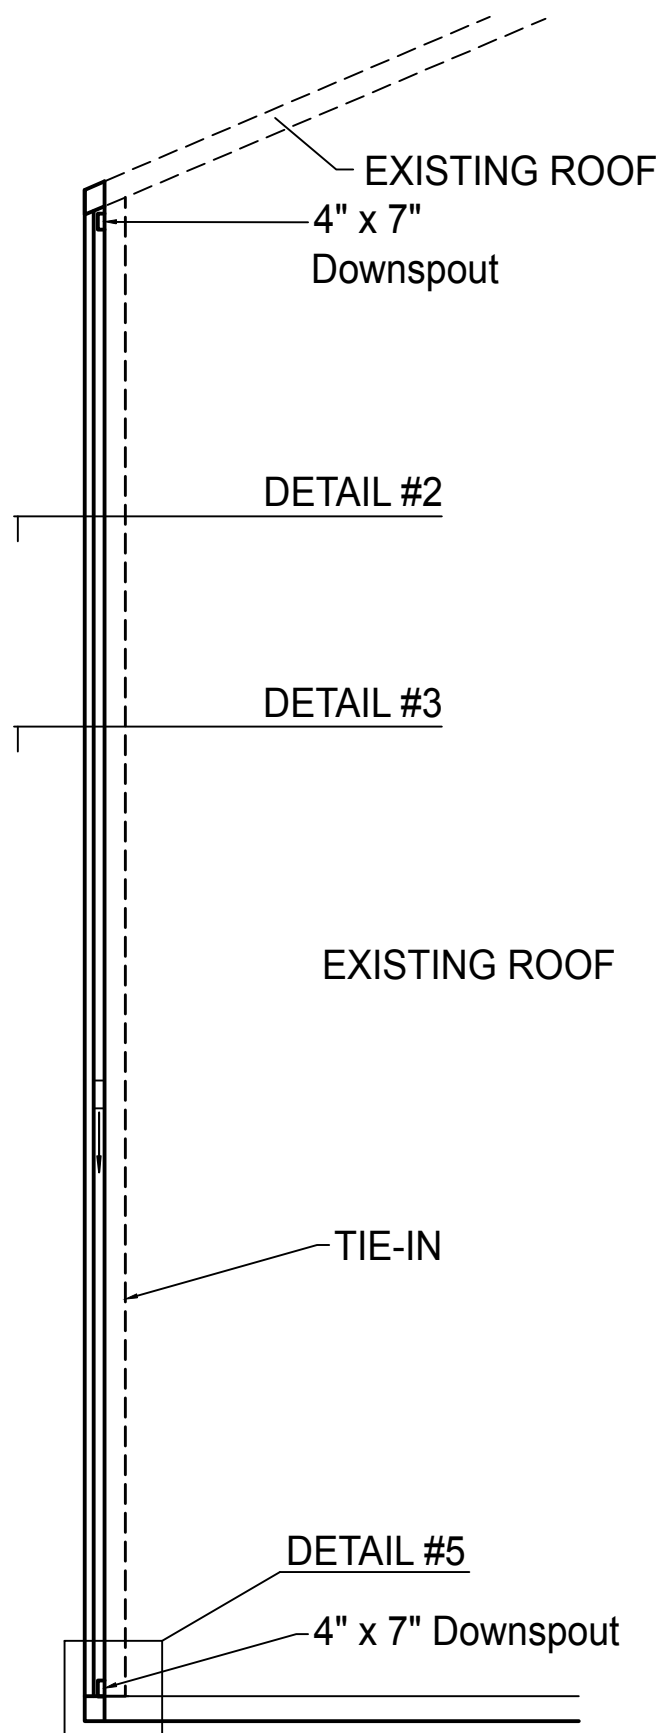 EXISTING ROOF
4" x 7"
Downspout
DETAIL #2
DETAIL #3
EXISTING ROOF
TIE-IN
DETAIL #5
4" x 7" Downspout